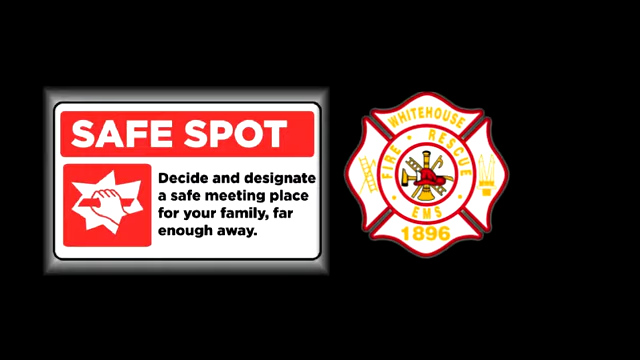 SAFE SPOT
Decide and designate
a safe meeting place
for your family, far
enough away.
WHITEHOUSE
FIRE • RESCUE
• EMS •
1896